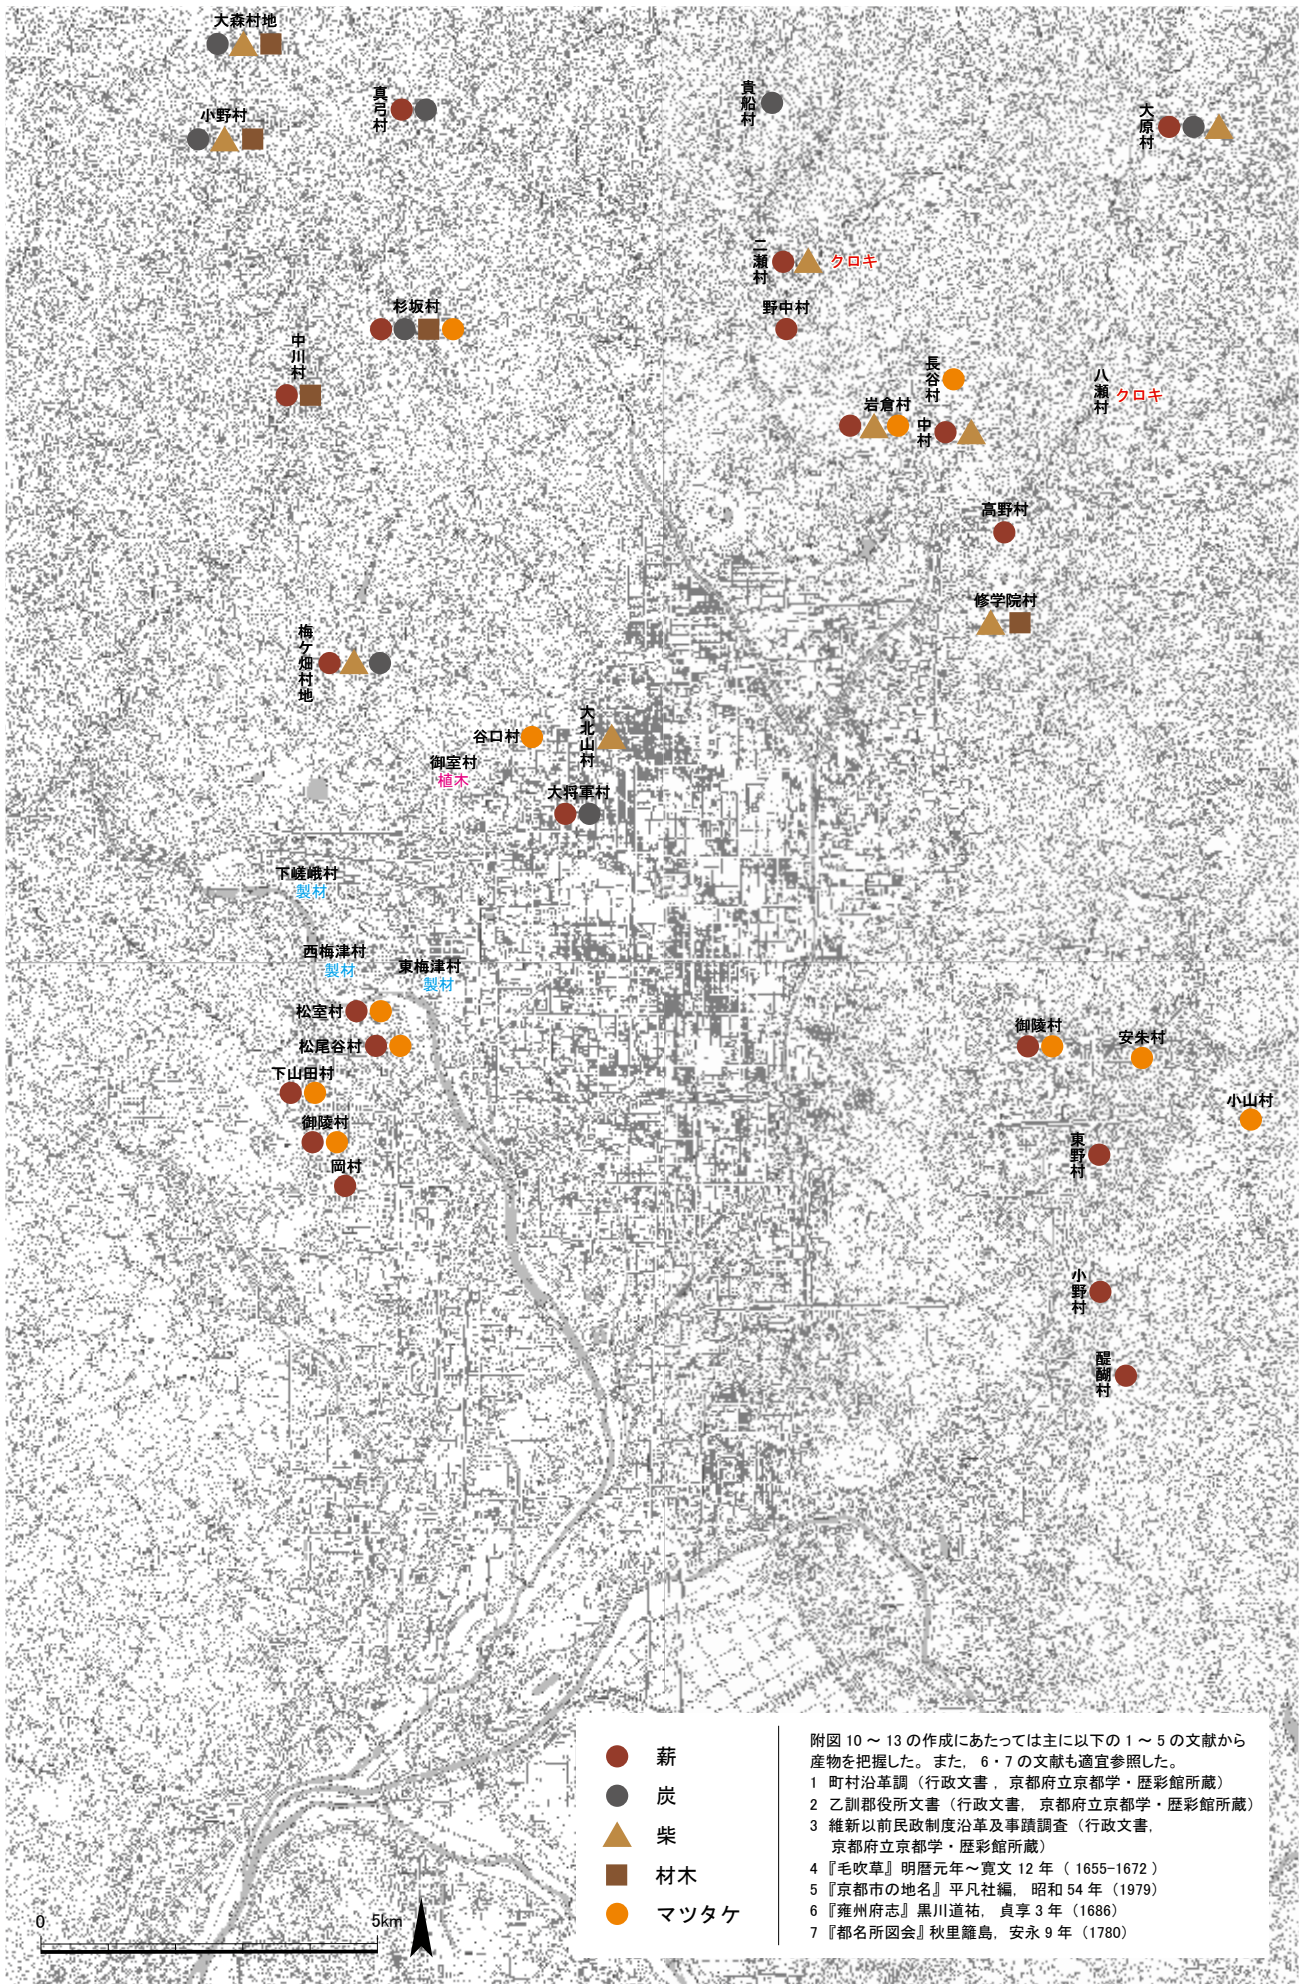 大森村地
小野村
真弓村
貴船村
大原村
二瀬村
クロキ
野中村
杉坂村
中川村
長谷村
八瀬村
クロキ
岩倉村
中村
高野村
修学院村
梅ケ畑村地
大北山村
谷口村
御室村
植木
大将軍村
下嵯峨村
製材
西梅津村
製材
東梅津村
製材
松室村
松尾谷村
下山田村
御陵村
岡村
御陵村
安朱村
小山村
東野村
小野村
醍醐村
薪
炭
柴
材木
マツタケ
附図 10 ～ 13 の作成にあたっては主に以下の 1 ～ 5 の文献から
産物を把握した。また，6・7 の文献も適宜参照した。
1 町村沿革調（行政文書，京都府立京都学・歴彩館所蔵）
2 乙訓郡役所文書（行政文書，京都府立京都学・歴彩館所蔵）
3 維新以前民政制度沿革及事蹟調査（行政文書，
京都府立京都学・歴彩館所蔵）
4 『毛吹草』明暦元年～寛文 12 年（1655-1672）
5 『京都市の地名』平凡社編，昭和 54 年（1979）
6 『雍州府志』黒川道祐，貞享 3 年（1686）
7 『都名所図会』秋里籬島，安永 9 年（1780）
0
5km